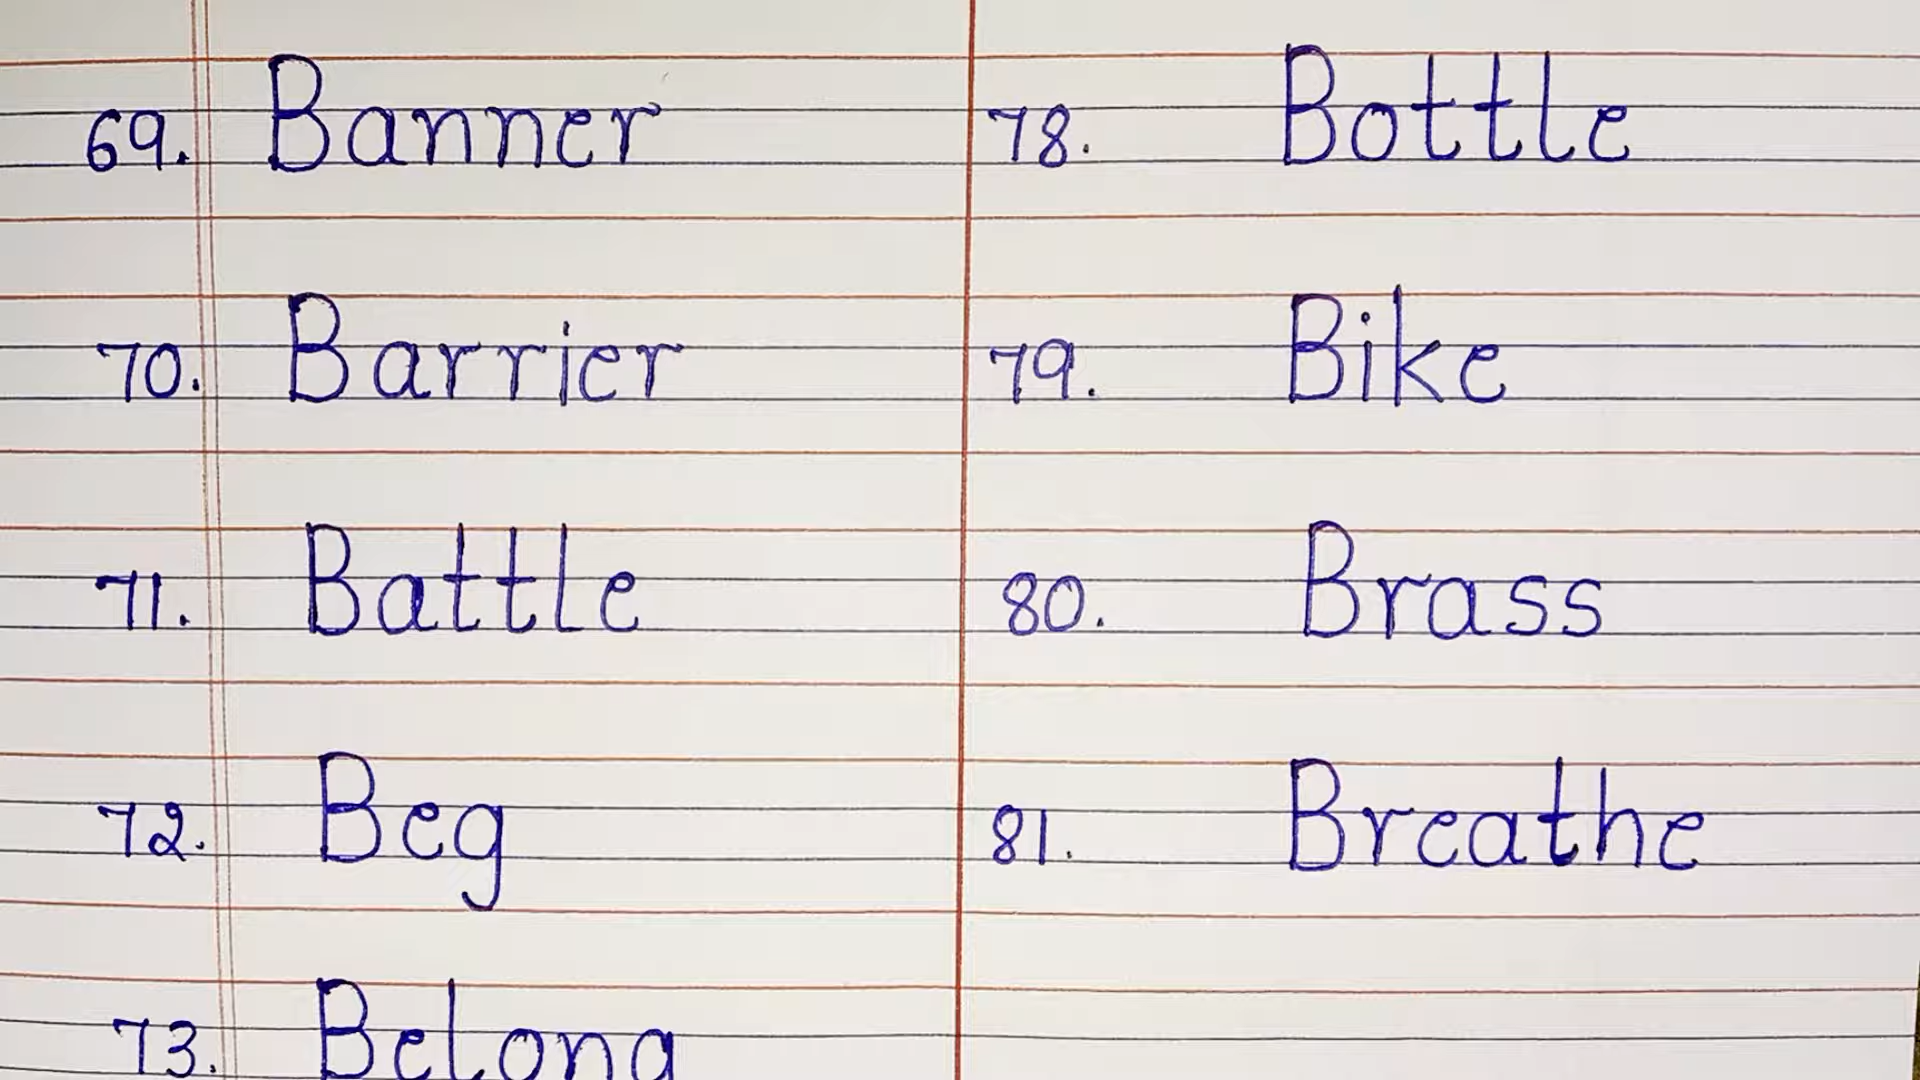 69. Banner
70. Barrier
71. Battle
72. Beg
73. Belong
78. Bottle
79. Bike
80. Brass
81. Breathe